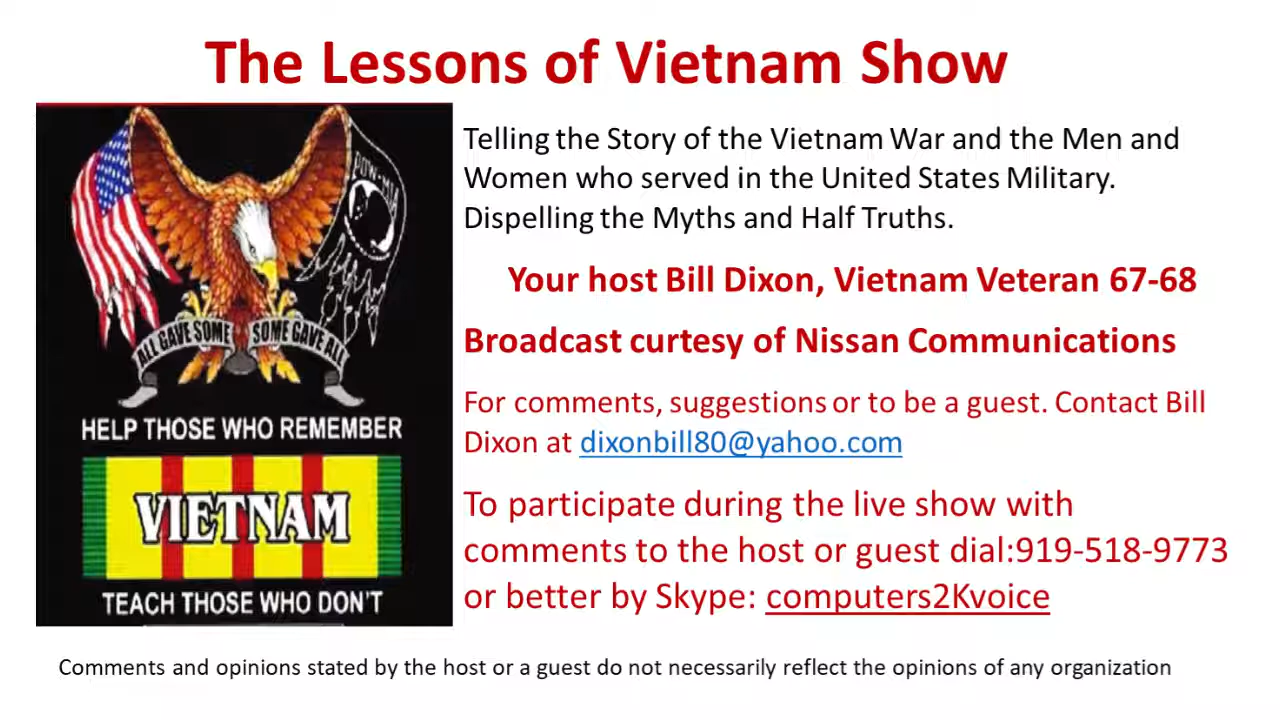 The Lessons of Vietnam Show
POW-MIA
ALL GAVE SOME SOME GAVE ALL
HELP THOSE WHO REMEMBER
VIETNAM
TEACH THOSE WHO DON'T
Telling the Story of the Vietnam War and the Men and
Women who served in the United States Military.
Dispelling the Myths and Half Truths.
Your host Bill Dixon, Vietnam Veteran 67-68
Broadcast curtesy of Nissan Communications
For comments, suggestions or to be a guest. Contact Bill
Dixon at dixonbill80@yahoo.com
To participate during the live show with
comments to the host or guest dial:919-518-9773
or better by Skype: computers2Kvoice
Comments and opinions stated by the host or a guest do not necessarily reflect the opinions of any organization